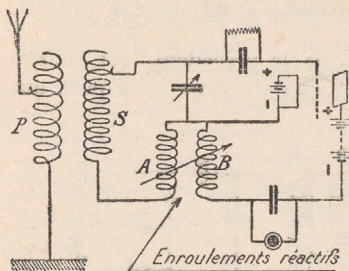 P
S
A
B
+
-
+
-
Enroulements réactifs